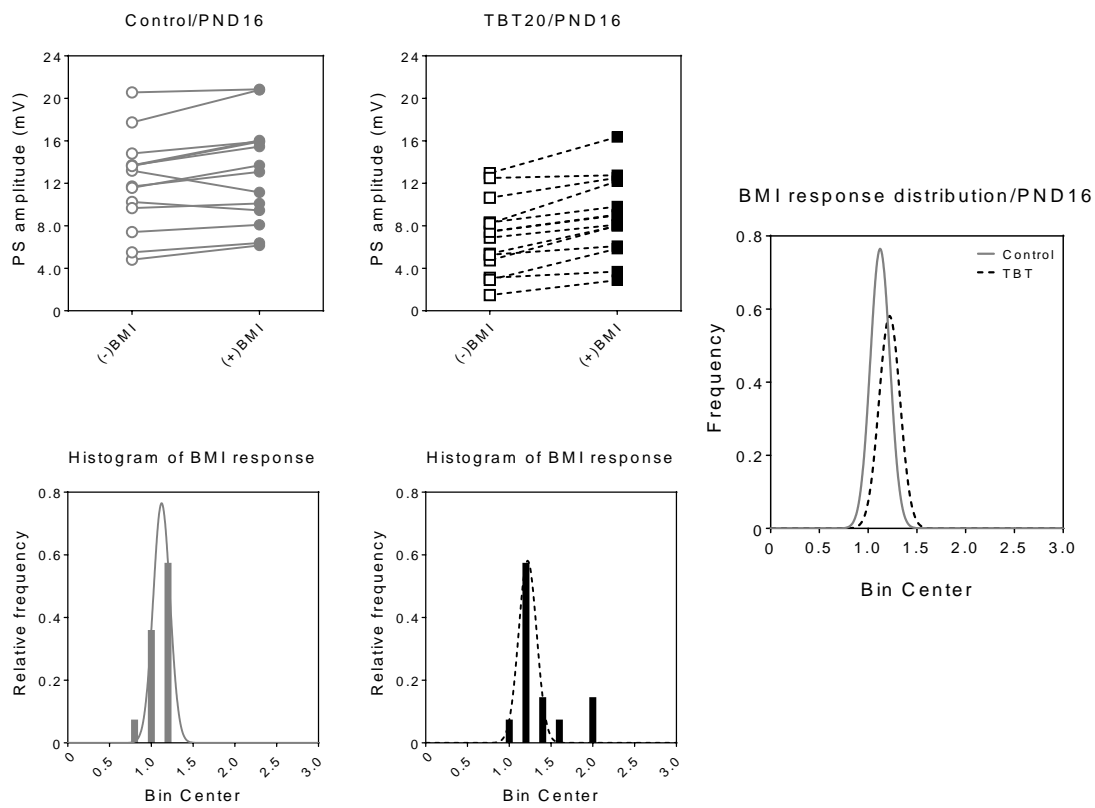 Control/PND16
PS amplitude (mV)
24
20
16
12
8.0
4.0
0
(-)BMI
(+)BMI
TBT20/PND16
PS amplitude (mV)
24
20
16
12
8.0
4.0
0
(-)BMI
(+)BMI
BMI response distribution/PND16
Frequency
0.8
0.6
0.4
0.2
0
Control
TBT
0
0.5
1.0
1.5
2.0
2.5
3.0
Bin Center
Histogram of BMI response
Relative frequency
0.8
0.6
0.4
0.2
0
0
0.5
1.0
1.5
2.0
2.5
3.0
Bin Center
Histogram of BMI response
Relative frequency
0.8
0.6
0.4
0.2
0
0
0.5
1.0
1.5
2.0
2.5
3.0
Bin Center